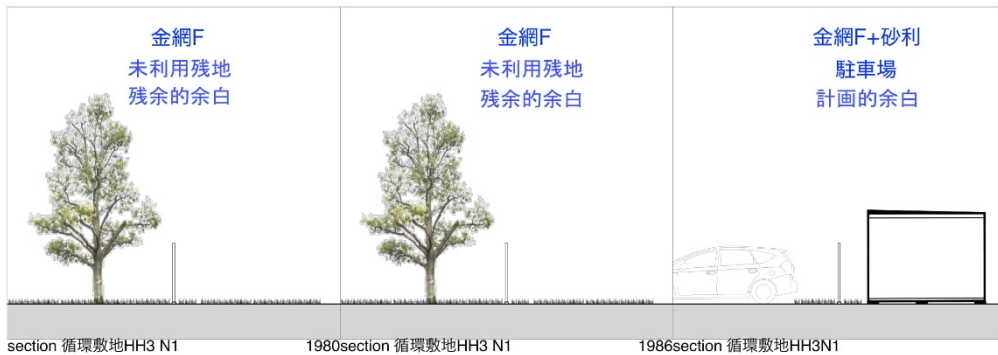 金網F
未利用残地
残余的余白
金網F
未利用残地
残余的余白
金網F+砂利
駐車場
計画的余白
section 循環敷地HH3 N1
1980section 循環敷地HH3 N1
1986section 循環敷地HH3N1